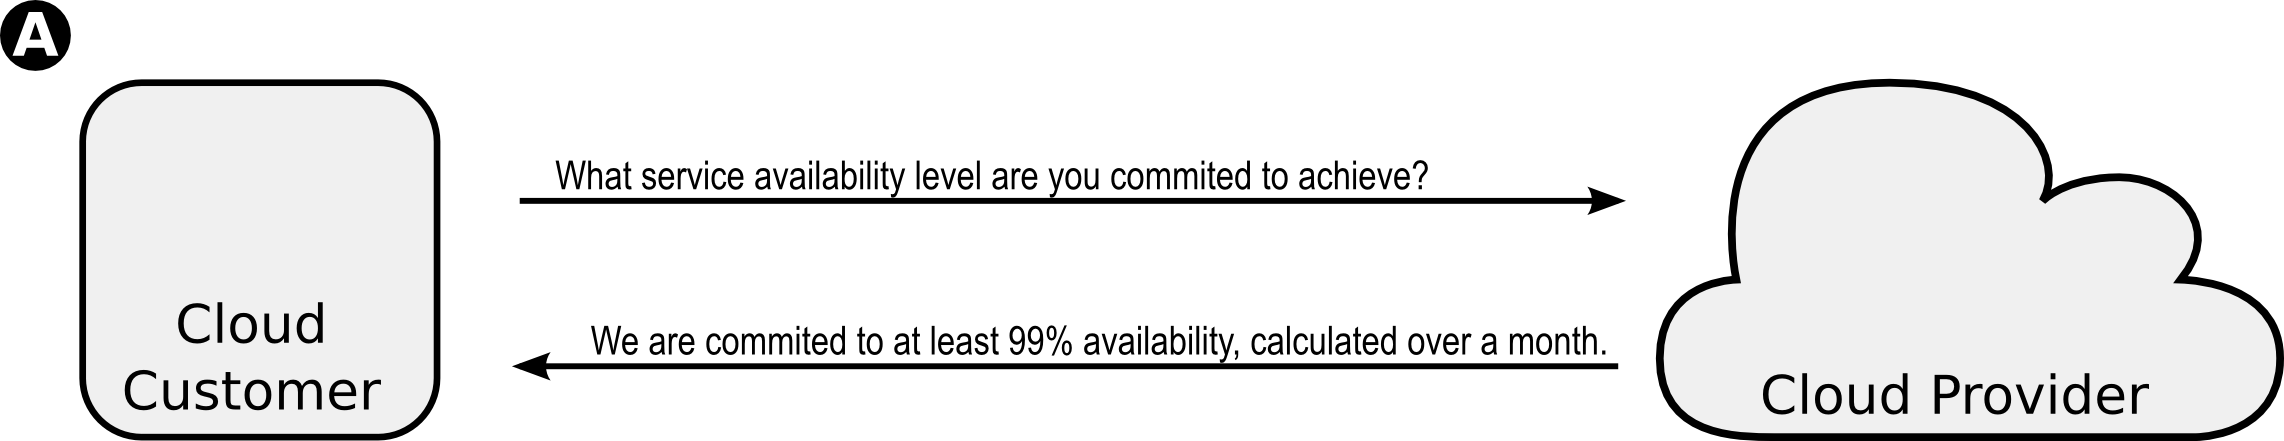 A
What service availability level are you commited to achieve?
We are commited to at least 99% availability, calculated over a month.
Cloud
Customer
Cloud Provider